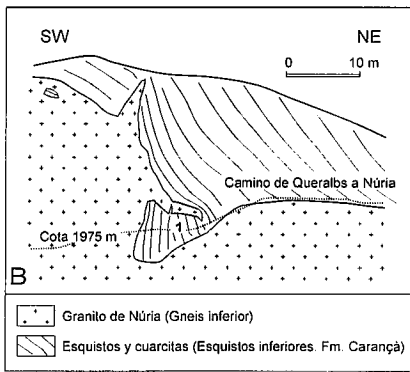 SW
NE
0
10 m
Camino de Queralbs a Núria
Cota 1975 m
1
B
Granito de Núria (Gneis Inferior)
Esquistos y cuarcitas (Esquistos inferiores. Fm. Carançà)